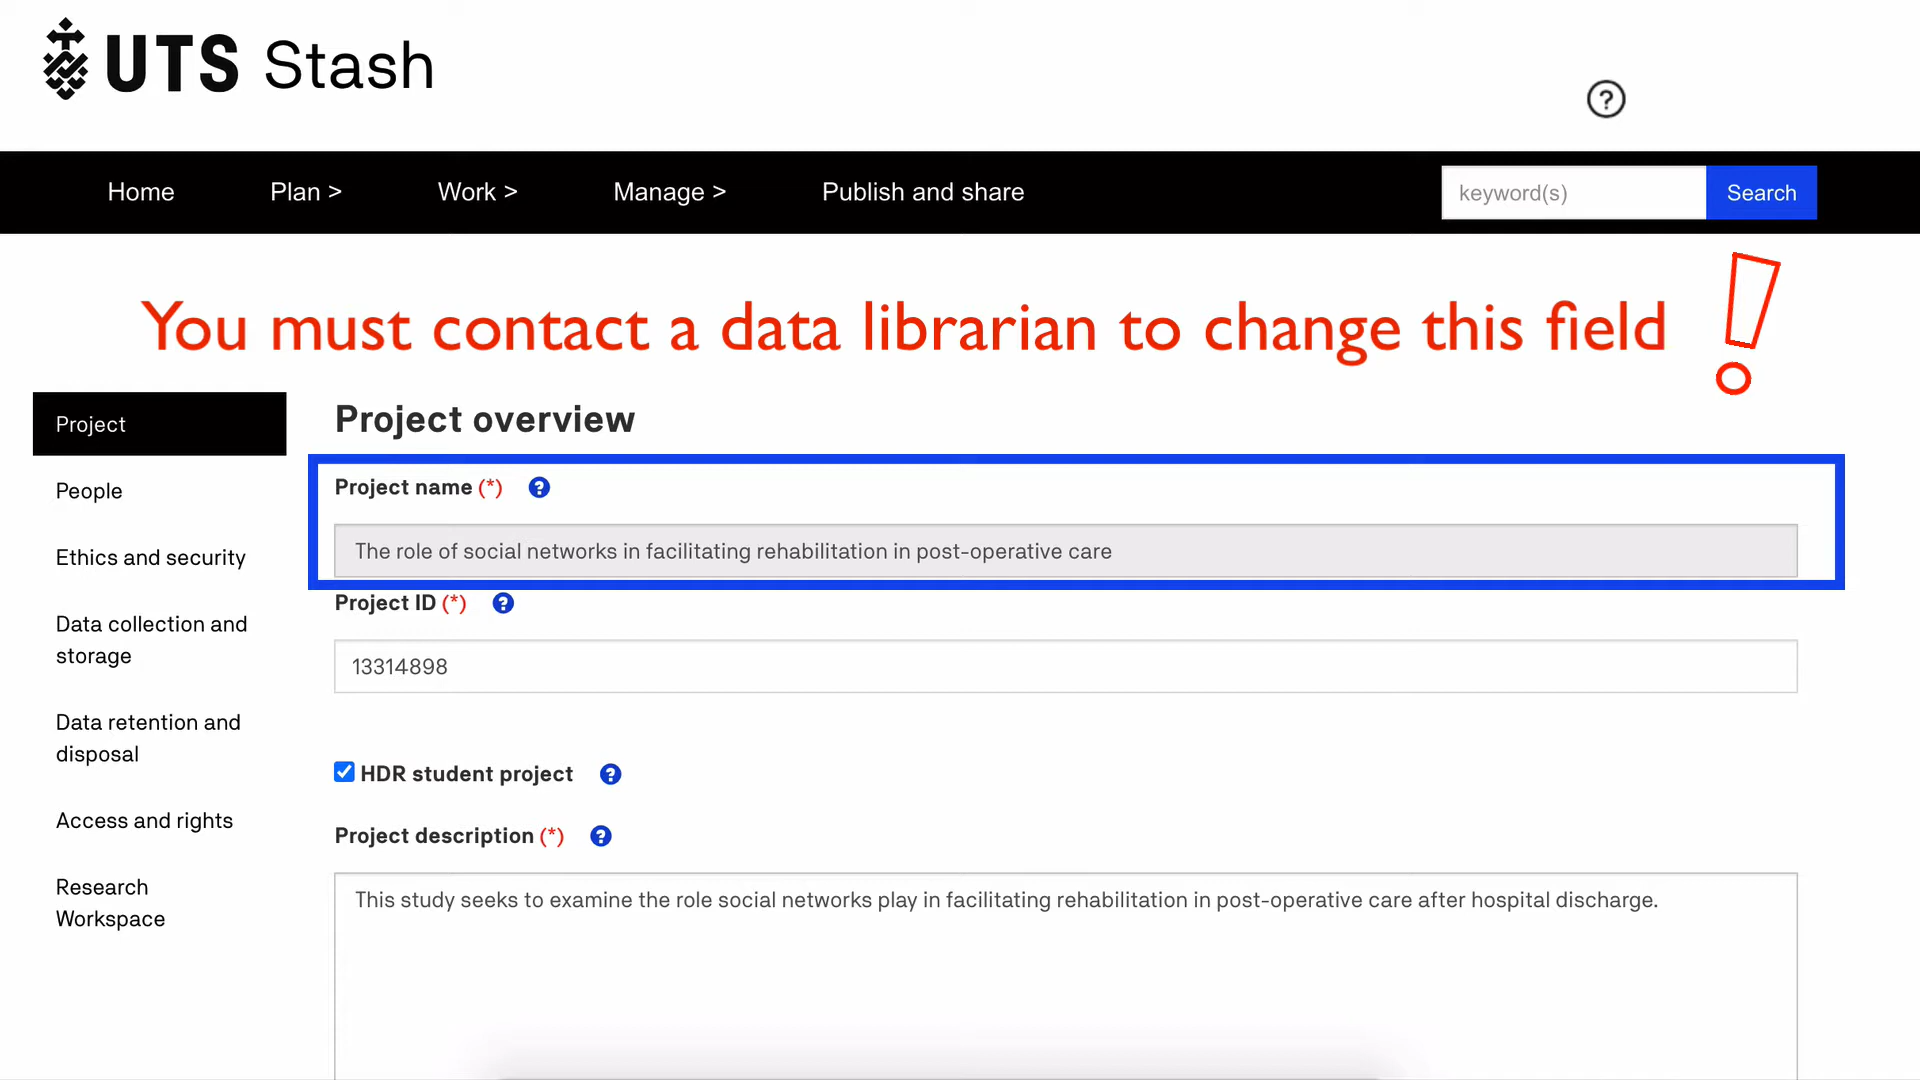 UTS Stash
?
Home Plan > Work > Manage > Publish and share keyword(s) Search
You must contact a data librarian to change this field !
Project
People
Ethics and security
Data collection and
storage
Data retention and
disposal
Access and rights
Research
Workspace
Project overview
Project name (*) ?
The role of social networks in facilitating rehabilitation in post-operative care
Project ID (*) ?
13314898
HDR student project ?
Project description (*) ?
This study seeks to examine the role social networks play in facilitating rehabilitation in post-operative care after hospital discharge.